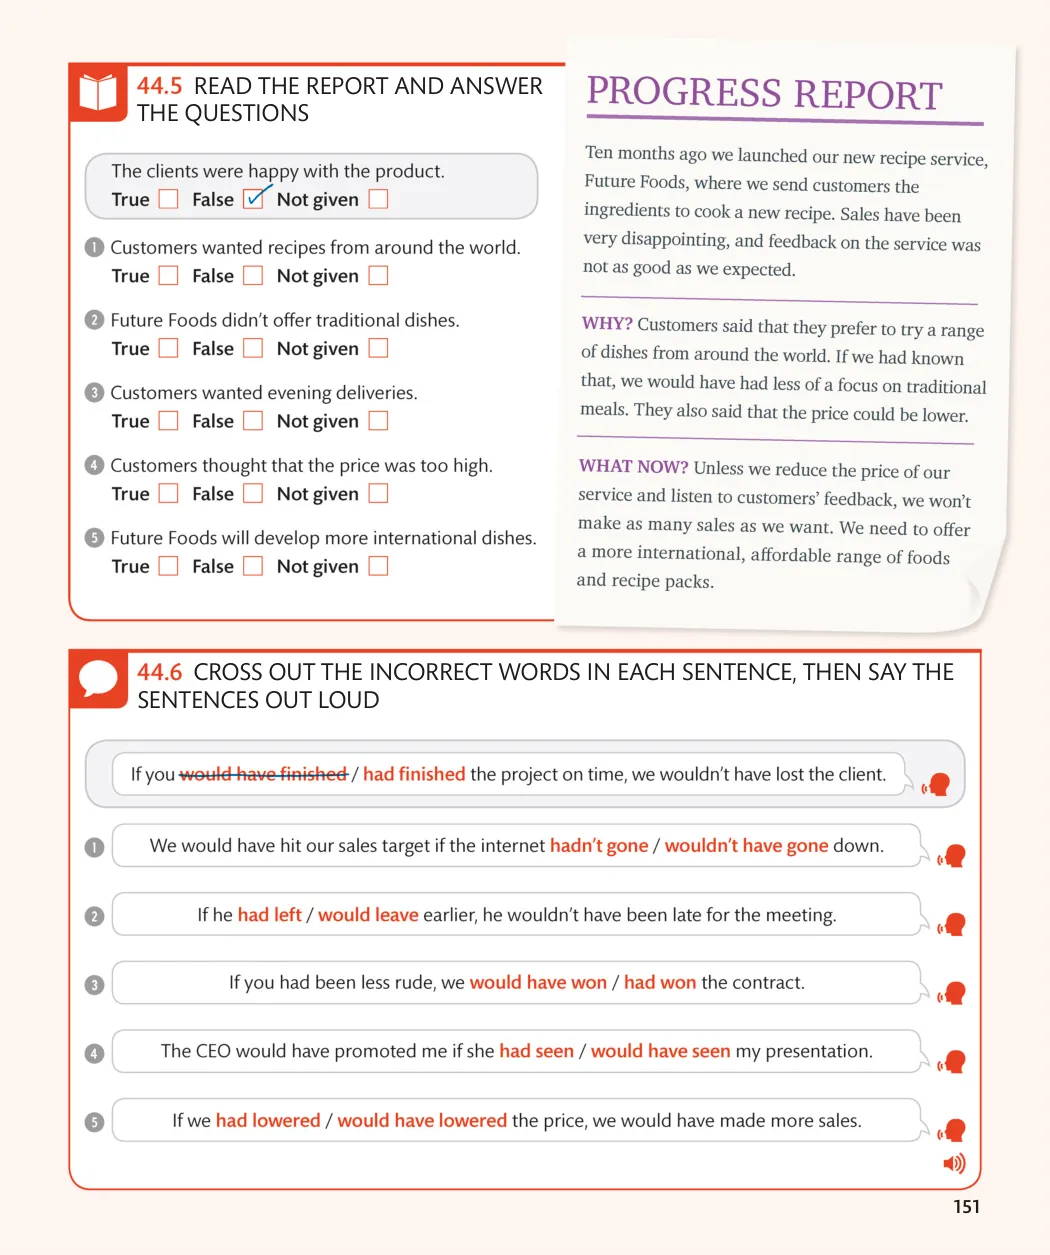 44.5 READ THE REPORT AND ANSWER
THE QUESTIONS
The clients were happy with the product.
True False Not given
1 Customers wanted recipes from around the world.
True False Not given
2 Future Foods didn't offer traditional dishes.
True False Not given
3 Customers wanted evening deliveries.
True False Not given
4 Customers thought that the price was too high.
True False Not given
5 Future Foods will develop more international dishes.
True False Not given
PROGRESS REPORT
Ten months ago we launched our new recipe service,
Future Foods, where we send customers the
ingredients to cook a new recipe. Sales have been
very disappointing, and feedback on the service was
not as good as we expected.
WHY? Customers said that they prefer to try a range
of dishes from around the world. If we had known
that, we would have had less of a focus on traditional
meals. They also said that the price could be lower.
WHAT NOW? Unless we reduce the price of our
service and listen to customers' feedback, we won't
make as many sales as we want. We need to offer
a more international, affordable range of foods
and recipe packs.
44.6 CROSS OUT THE INCORRECT WORDS IN EACH SENTENCE, THEN SAY THE
SENTENCES OUT LOUD
If you would have finished / had finished the project on time, we wouldn't have lost the client.
1 We would have hit our sales target if the internet hadn't gone / wouldn't have gone down.
2 If he had left / would leave earlier, he wouldn't have been late for the meeting.
3 If you had been less rude, we would have won / had won the contract.
4 The CEO would have promoted me if she had seen / would have seen my presentation.
5 If we had lowered / would have lowered the price, we would have made more sales.
151